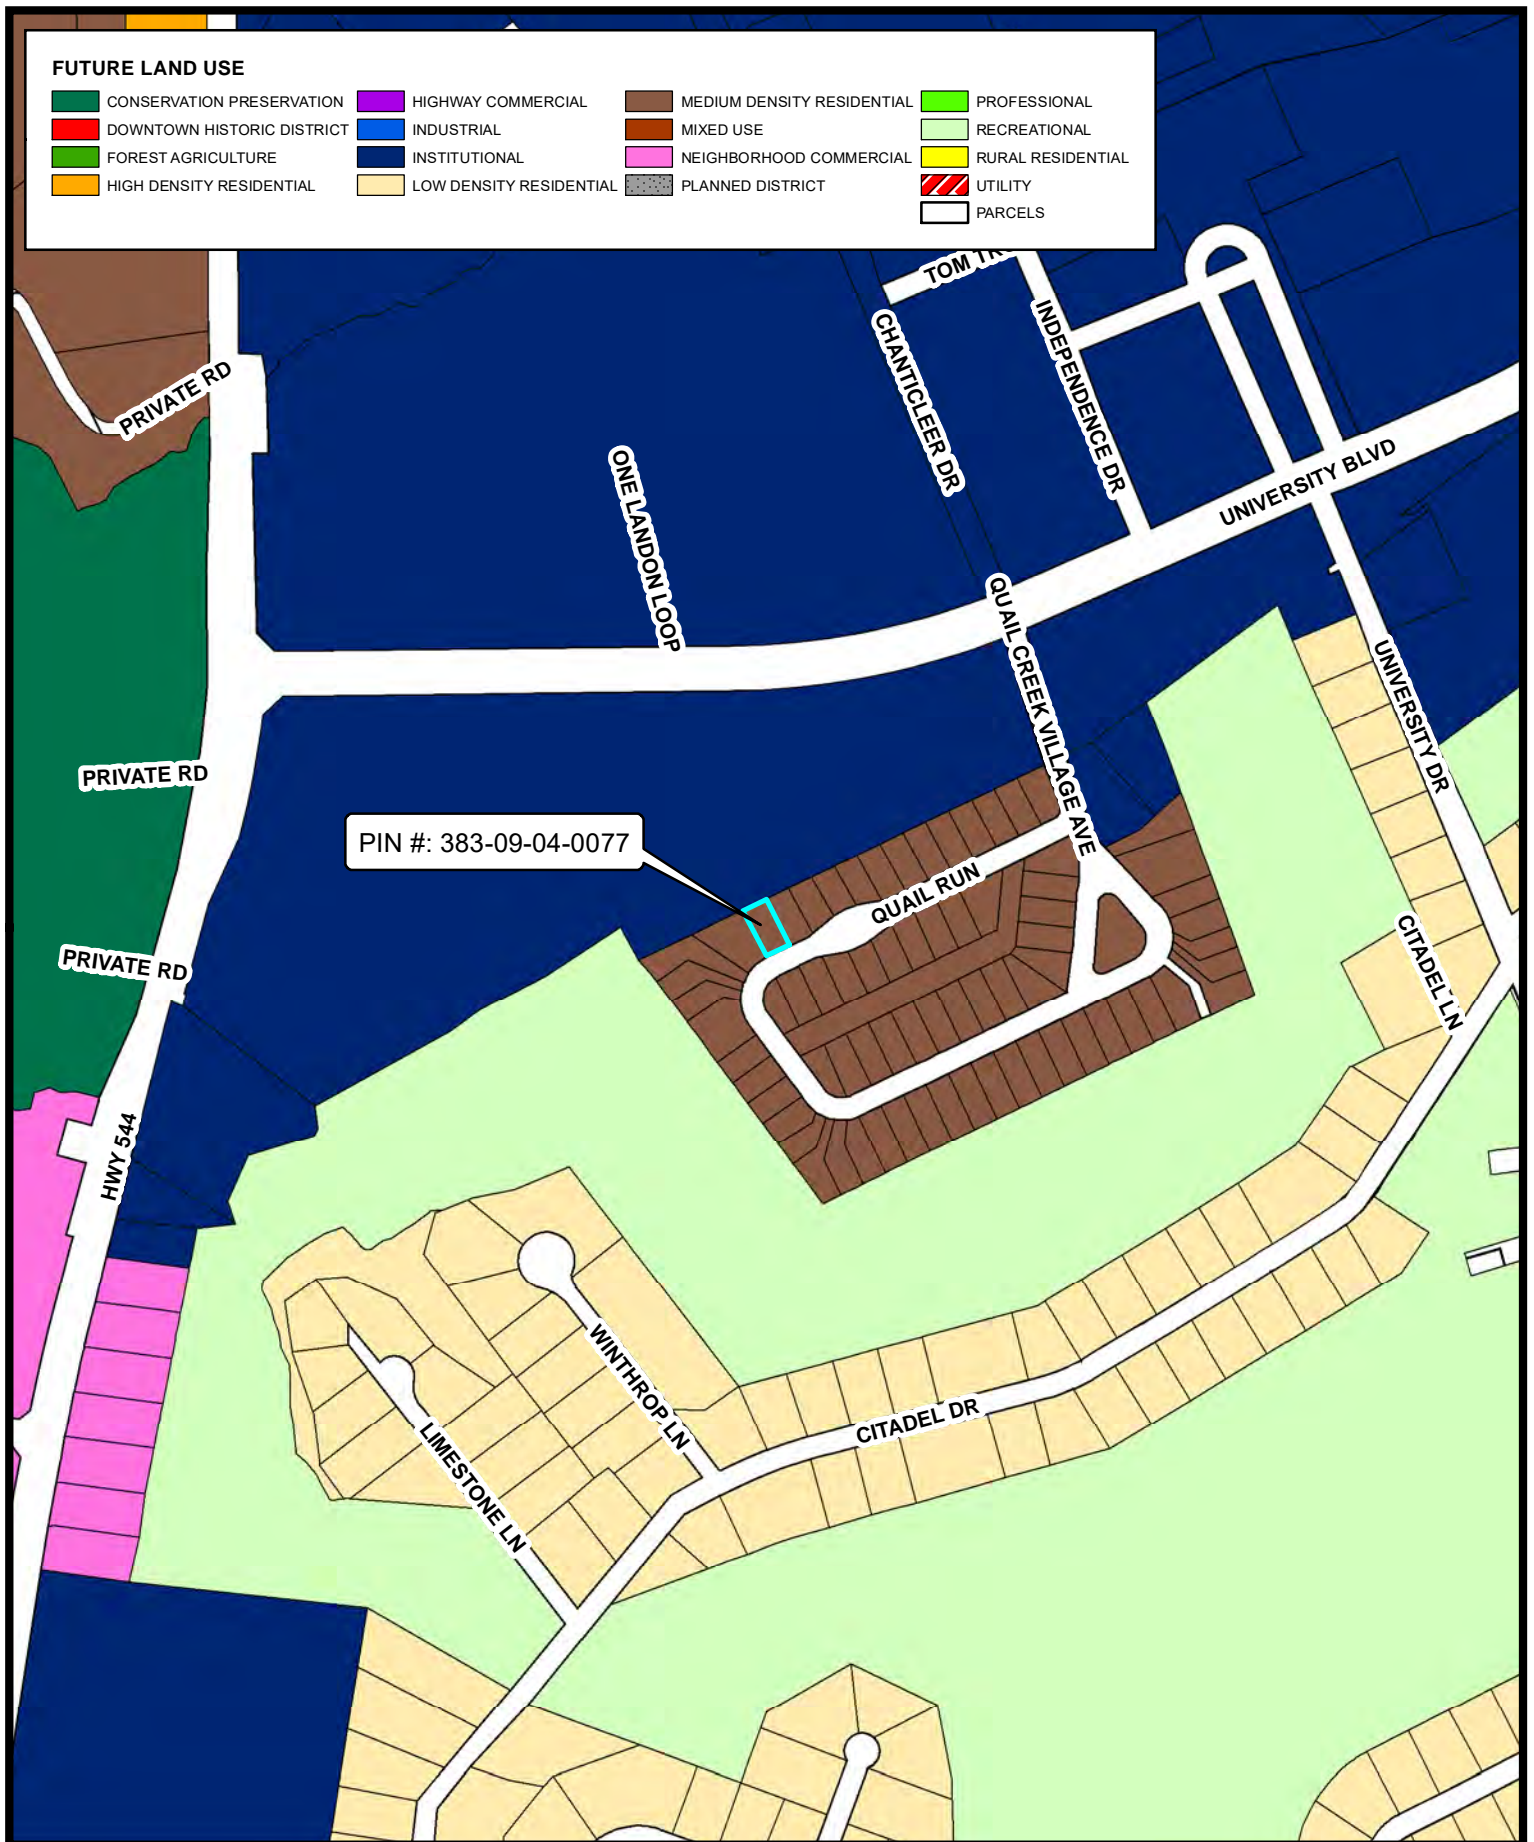 FUTURE LAND USE
CONSERVATION PRESERVATION
DOWNTOWN HISTORIC DISTRICT
FOREST AGRICULTURE
HIGH DENSITY RESIDENTIAL
HIGHWAY COMMERCIAL
INDUSTRIAL
INSTITUTIONAL
LOW DENSITY RESIDENTIAL
MEDIUM DENSITY RESIDENTIAL
MIXED USE
NEIGHBORHOOD COMMERCIAL
PLANNED DISTRICT
PROFESSIONAL
RECREATIONAL
RURAL RESIDENTIAL
UTILITY
PARCELS
TOM
CHANTICLEER DR
INDEPENDENCE DR
PRIVATE RD
ONE LANDON LOOP
UNIVERSITY BLVD
QUAIL CREEK VILLAGE AVE
UNIVERSITY DR
PRIVATE RD
PIN #: 383-09-04-0077
QUAIL RUN
PRIVATE RD
CITADEL LN
HWY 544
WINTHROP LN
CITADEL DR
LIMESTONE LN